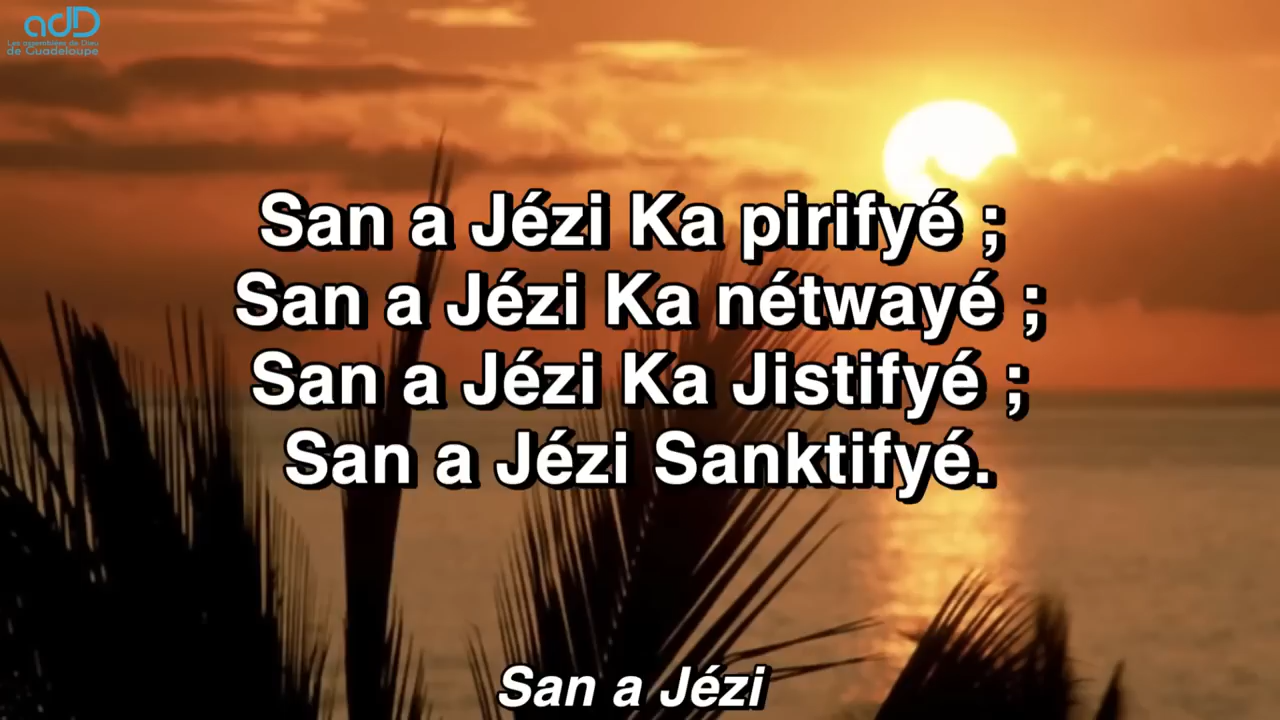 adD
Les assemblées de Dieu
de Guadeloupe
San a Jézi Ka pirifyé ;
San a Jézi Ka nétwayé ;
San a Jézi Ka Jistifyé ;
San a Jézi Sanktifyé.
San a Jézi